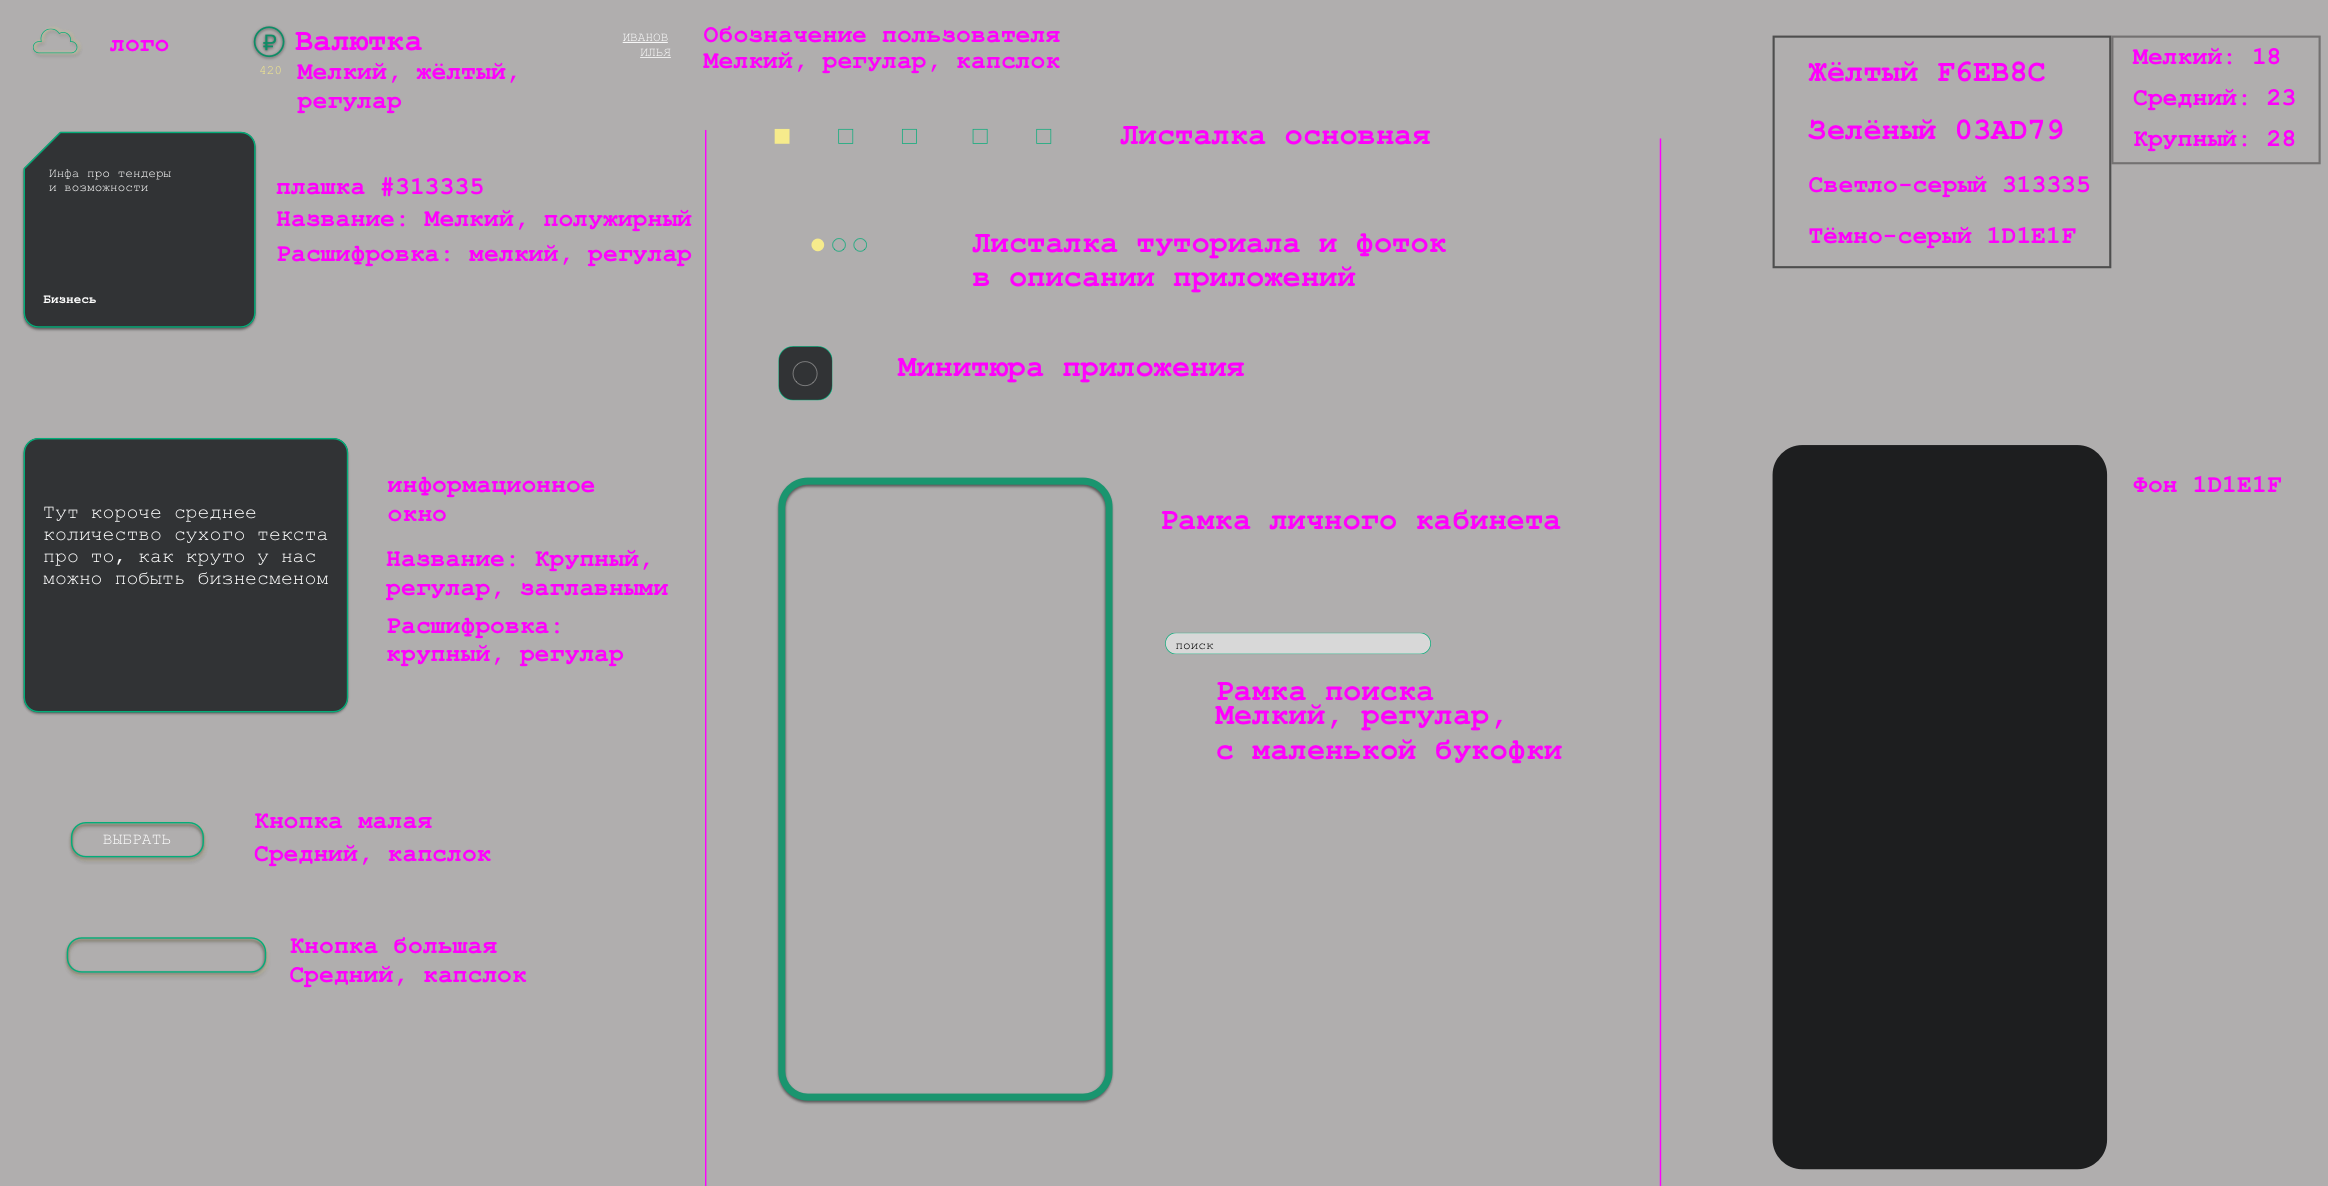 лого
Валютка
420
Мелкий, жёлтый,
регулар
ИВАНОВ
ИЛЬЯ
Обозначение пользователя
Мелкий, регулар, капслок
Инфа про тендеры
и возможности
Бизнесь
плашка #313335
Название: Мелкий, полужирный
Расшифровка: мелкий, регулар
Тут короче среднее
количество сухого текста
про то, как круто у нас
можно побыть бизнесменом
информационное
окно
Название: Крупный,
регулар, заглавными
Расшифровка:
крупный, регулар
ВЫБРАТЬ
Кнопка малая
Средний, капслок
Кнопка большая
Средний, капслок
Листалка основная
Листалка туториала и фоток
в описании приложений
Минитюра приложения
Рамка личного кабинета
поиск
Рамка поиска
Мелкий, регулар,
с маленькой букофки
Жёлтый F6EB8C
Зелёный 03AD79
Светло-серый 313335
Тёмно-серый 1D1E1F
Мелкий: 18
Средний: 23
Крупный: 28
Фон 1D1E1F